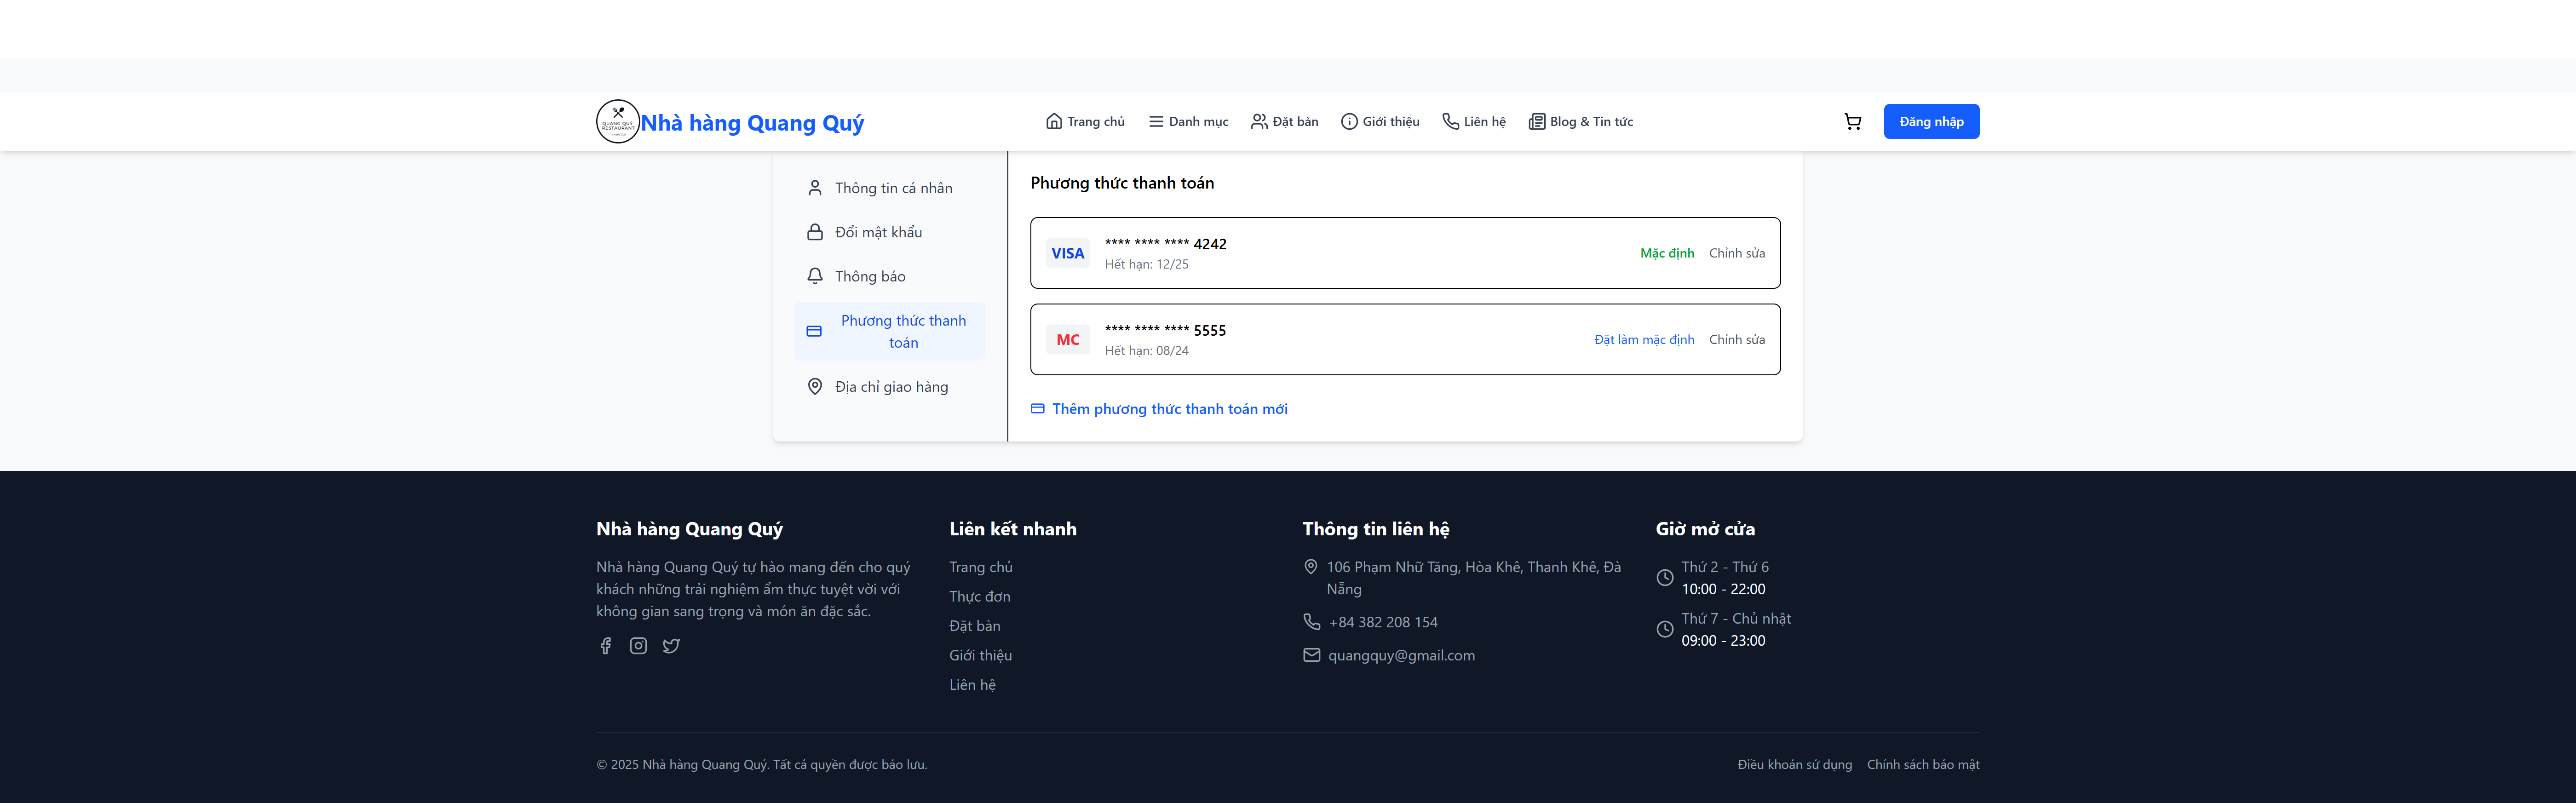 QUANG QUÝ
RESTAURANT
Nhà hàng Quang Quý
Trang chủ
Danh mục
Đặt bàn
Giới thiệu
Liên hệ
Blog & Tin tức
Đăng nhập
Thông tin cá nhân
Đổi mật khẩu
Thông báo
Phương thức thanh
toán
Địa chỉ giao hàng
Phương thức thanh toán
VISA
**** **** **** 4242
Hết hạn: 12/25
Mặc định
Chỉnh sửa
MC
**** **** **** 5555
Hết hạn: 08/24
Đặt làm mặc định
Chỉnh sửa
Thêm phương thức thanh toán mới
Nhà hàng Quang Quý
Nhà hàng Quang Quý tự hào mang đến cho quý
khách những trải nghiệm ẩm thực tuyệt vời với
không gian sang trọng và món ăn đặc sắc.
Liên kết nhanh
Trang chủ
Thực đơn
Đặt bàn
Giới thiệu
Liên hệ
Thông tin liên hệ
106 Phạm Nhữ Tăng, Hòa Khê, Thanh Khê, Đà
Nẵng
+84 382 208 154
quangquy@gmail.com
Giờ mở cửa
Thứ 2 - Thứ 6
10:00 - 22:00
Thứ 7 - Chủ nhật
09:00 - 23:00
© 2025 Nhà hàng Quang Quý. Tất cả quyền được bảo lưu.
Điều khoản sử dụng
Chính sách bảo mật